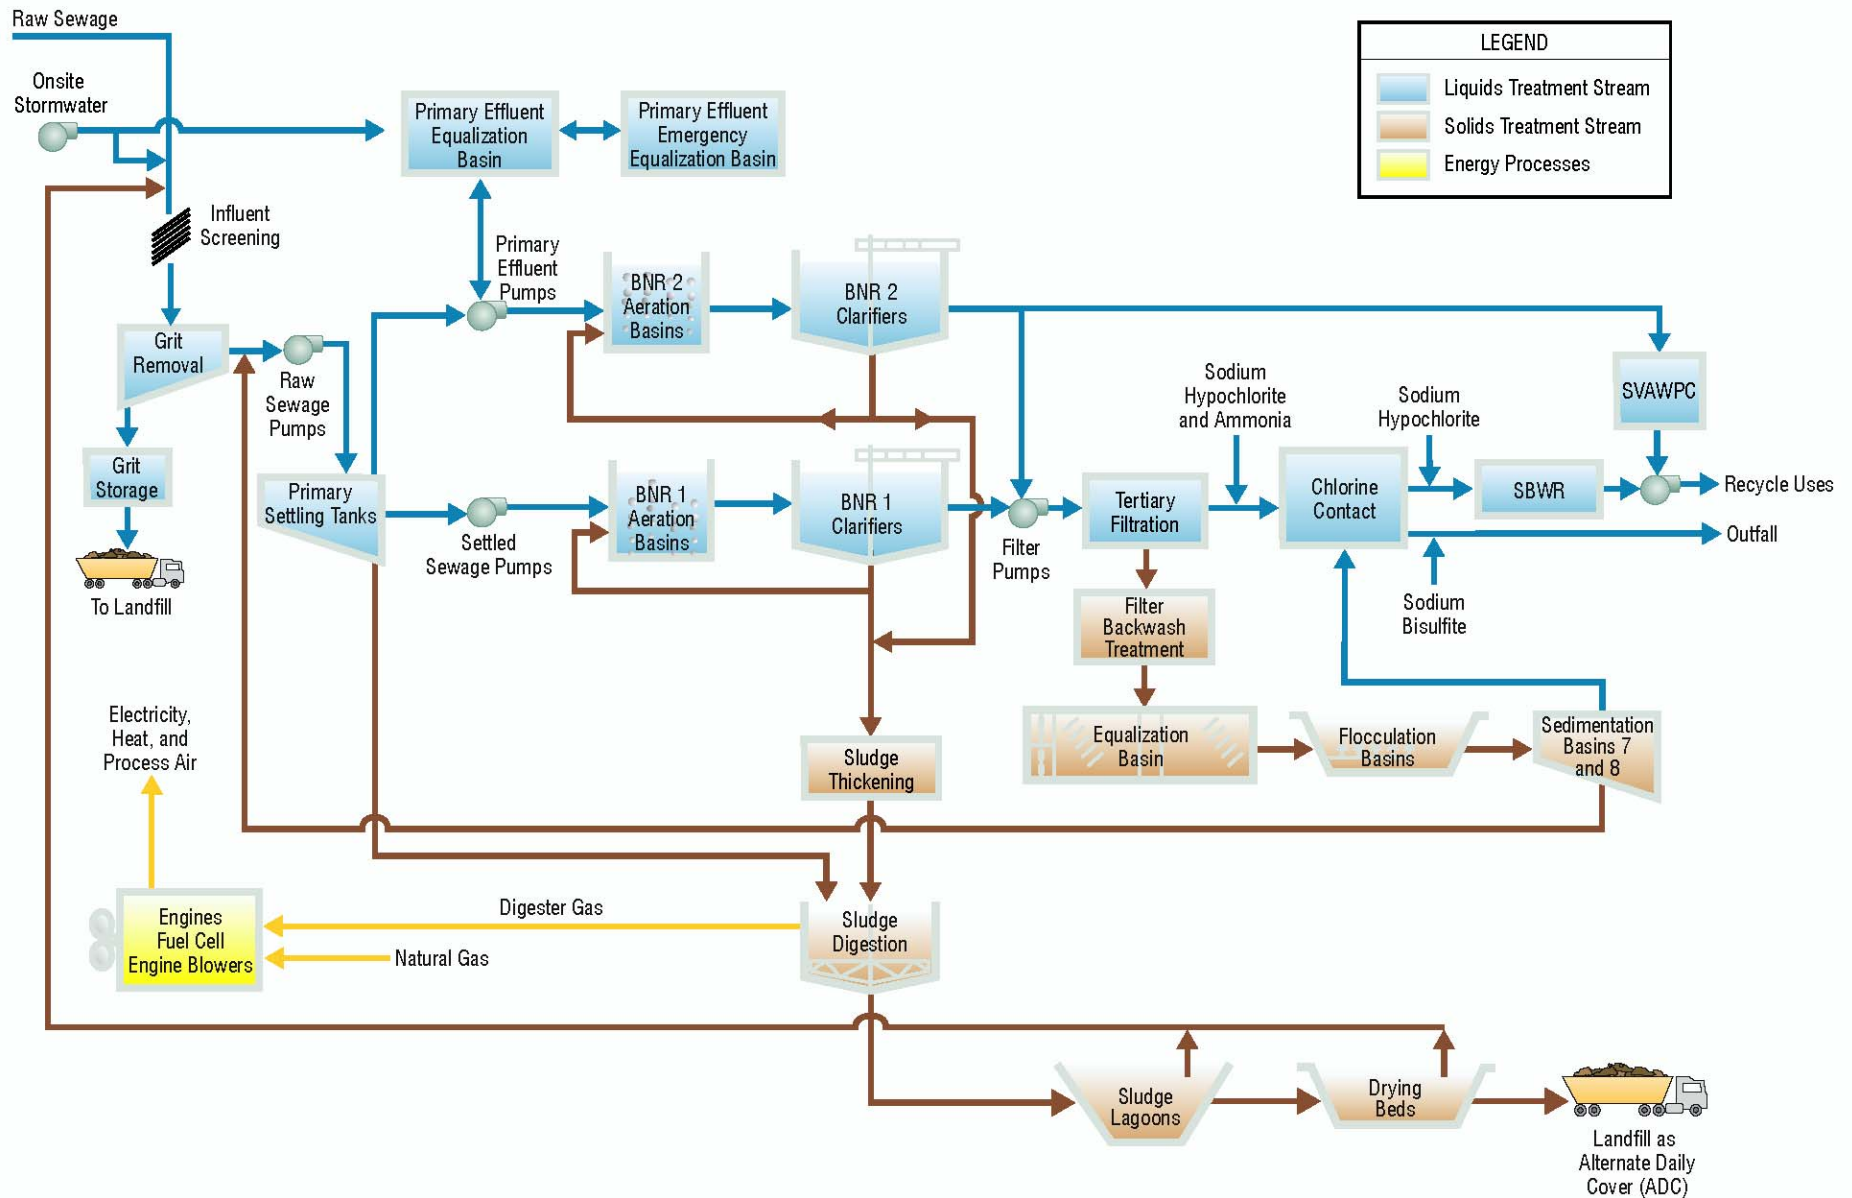 Raw Sewage
Onsite
Stormwater
Primary Effluent
Equalization
Basin
Primary Effluent
Emergency
Equalization Basin
LEGEND
Liquids Treatment Stream
Solids Treatment Stream
Energy Processes
Influent
Screening
Primary
Effluent
Pumps
BNR 2
Aeration
Basins
BNR 2
Clarifiers
Grit
Removal
Raw
Sewage
Pumps
SVAWPC
Sodium
Hypochlorite
and Ammonia
Sodium
Hypochlorite
Grit
Storage
To Landfill
Primary
Settling Tanks
Settled
Sewage Pumps
BNR 1
Aeration
Basins
BNR 1
Clarifiers
Filter
Pumps
Tertiary
Filtration
Chlorine
Contact
SBWR
Recycle Uses
Outfall
Sodium
Bisulfite
Filter
Backwash
Treatment
Equalization
Basin
Flocculation
Basins
Sedimentation
Basins 7
and 8
Electricity,
Heat, and
Process Air
Sludge
Thickening
Engines
Fuel Cell
Engine Blowers
Digester Gas
Natural Gas
Sludge
Digestion
Sludge
Lagoons
Drying
Beds
Landfill as
Alternate Daily
Cover (ADC)